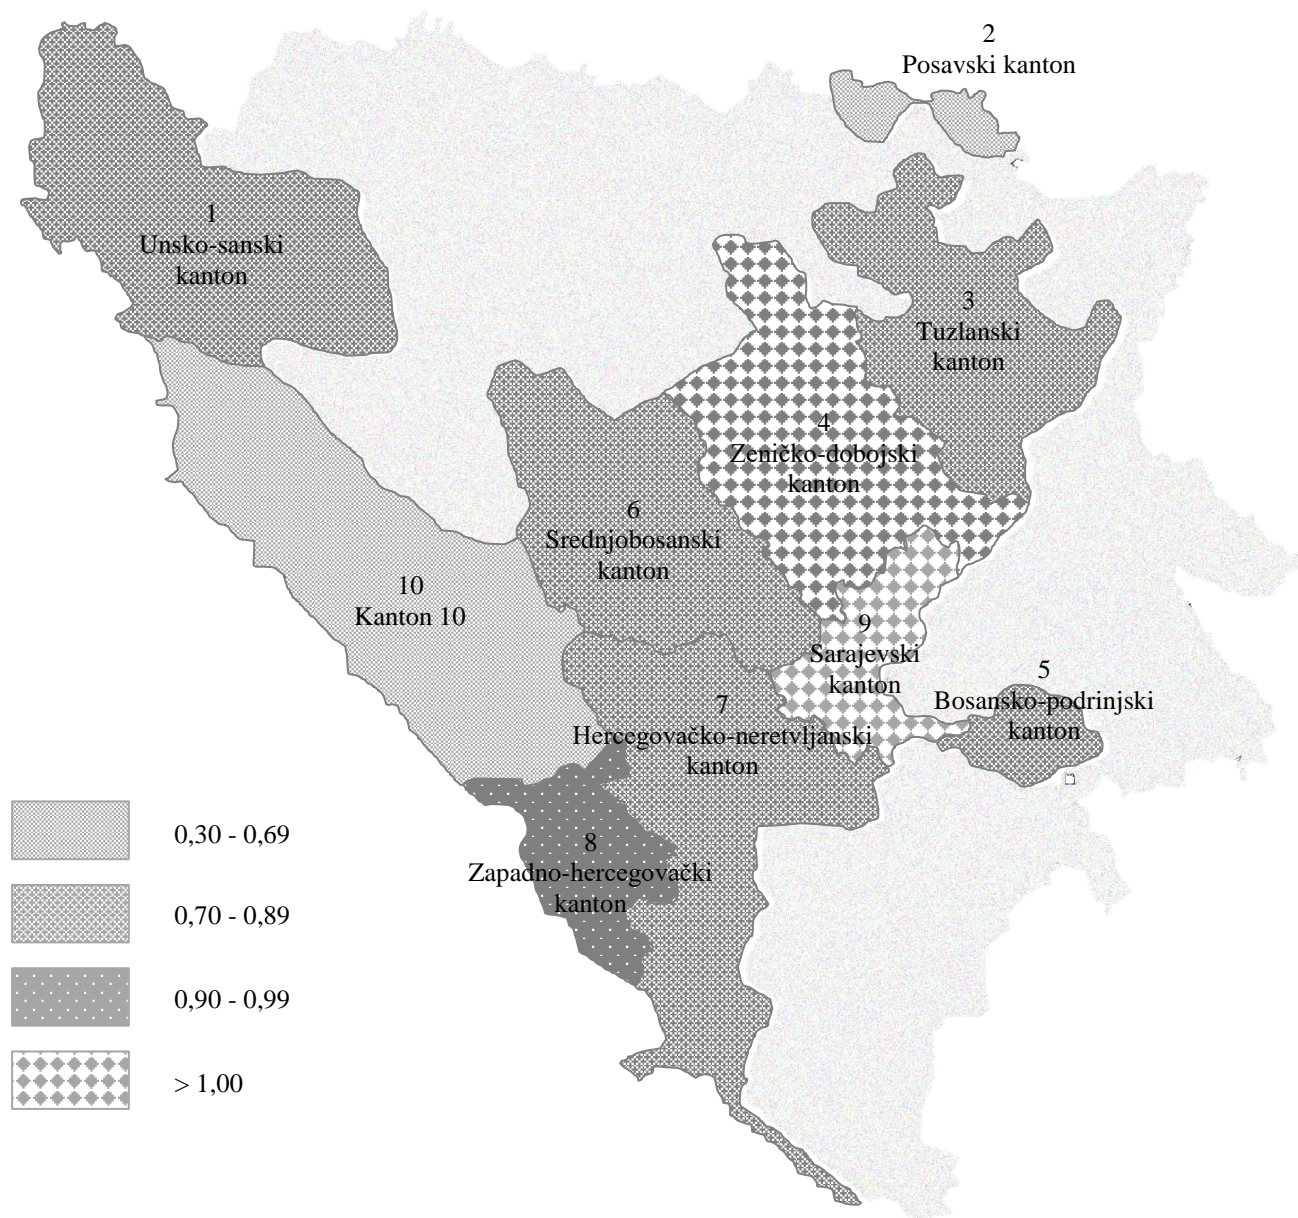 2
Posavski kanton
1
Unsko-sanski
kanton
3
Tuzlanski
kanton
4
Zeničko-dobojski
kanton
6
Srednjobosanski
kanton
10
Kanton 10
9
Sarajevski
kanton
5
Bosansko-podrinjski
kanton
7
Hercegovačko-neretvljanski
kanton
8
Zapadno-hercegovački
kanton
0,30 - 0,69
0,70 - 0,89
0,90 - 0,99
> 1,00